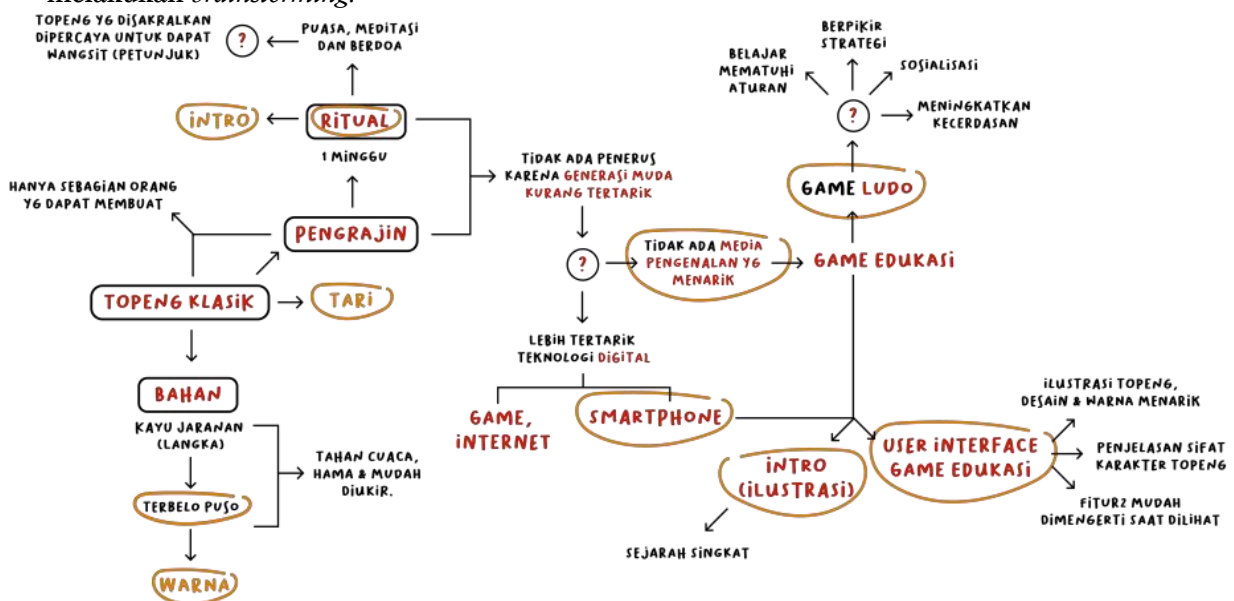 melakukan brainstorming.
TOPENG YG DISAKRALKAN
DIPERCAYA UNTUK DAPAT
WANGSIT (PETUNJUK)
?
PUASA, MEDITASI
DAN BERDOA
INTRO
RITUAL
1 MINGGU
HANYA SEBAGIAN ORANG
YG DAPAT MEMBUAT
PENGRAJIN
TOPENG KLASIK
TARI
BAHAN
KAYU JARANAN
(LANGKA)
TERBELO PUSO
TAHAN CUACA,
HAMA & MUDAH
DIUKIR.
WARNA
TIDAK ADA PENERUS
KARENA GENERASI MUDA
KURANG TERTARIK
?
TIDAK ADA MEDIA
PENGENALAN YG
MENARIK
GAME EDUKASI
LEBIH TERTARIK
TEKNOLOGI DIGITAL
GAME,
INTERNET
SMARTPHONE
BELAJAR
MEMATUHI
ATURAN
BERPIKIR
STRATEGI
SOSIALISASI
?
MENINGKATKAN
KECERDASAN
GAME LUDO
INTRO
(ILUSTRASI)
SEJARAH SINGKAT
USER INTERFACE
GAME EDUKASI
ILUSTRASI TOPENG,
DESAIN & WARNA MENARIK
PENJELASAN SIFAT
KARAKTER TOPENG
FITUR2 MUDAH
DIMENGERTI SAAT DILIHAT